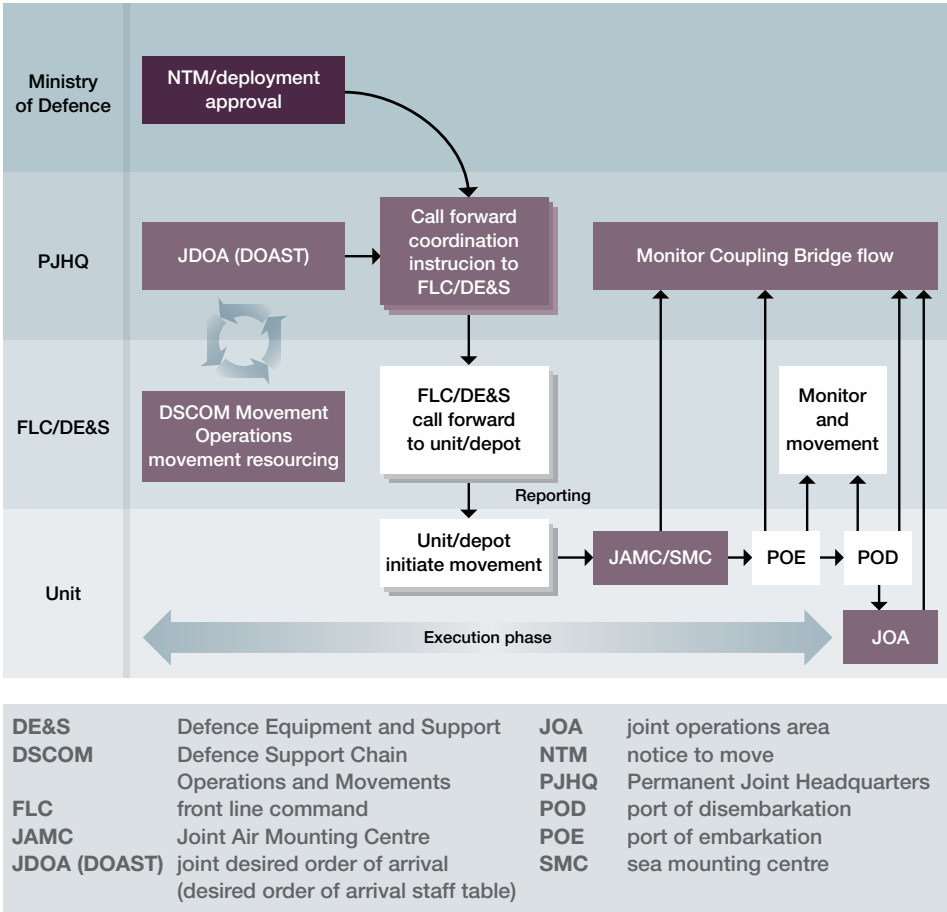 Ministry
of Defence
NTM/deployment
approval
PJHQ
JDOA (DOAST)
Call forward
coordination
instrucion to
FLC/DE&S
Monitor Coupling Bridge flow
FLC/DE&S
DSCOM Movement
Operations
movement resourcing
FLC/DE&S
call forward
to unit/depot
Monitor
and
movement
Reporting
Unit
Unit/depot
initiate movement
JAMC/SMC
POE
POD
Execution phase
JOA
DE&S Defence Equipment and Support
DSCOM Defence Support Chain
Operations and Movements
FLC front line command
JAMC Joint Air Mounting Centre
JDOA (DOAST) joint desired order of arrival
(desired order of arrival staff table)
JOA joint operations area
NTM notice to move
PJHQ Permanent Joint Headquarters
POD port of disembarkation
POE port of embarkation
SMC sea mounting centre